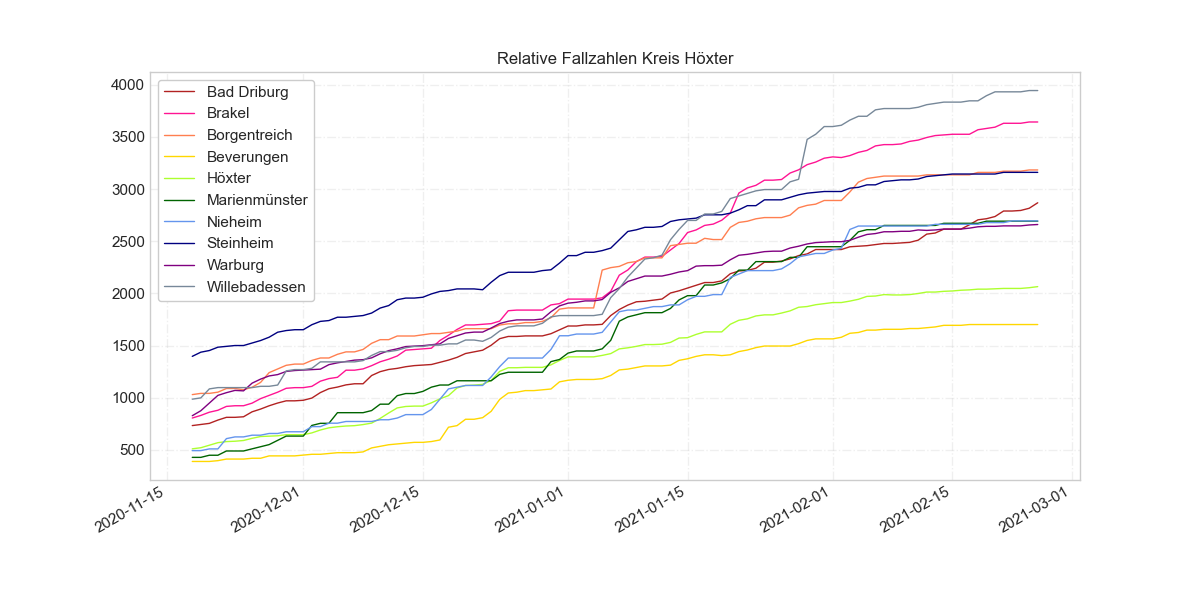 Relative Fallzahlen Kreis Höxter
4000
3500
3000
2500
2000
1500
1000
500
Bad Driburg
Brakel
Borgentreich
Beverungen
Höxter
Marienmünster
Nieheim
Steinheim
Warburg
Willebadessen
2020-11-15
2020-12-01
2020-12-15
2021-01-01
2021-01-15
2021-02-01
2021-02-15
2021-03-01